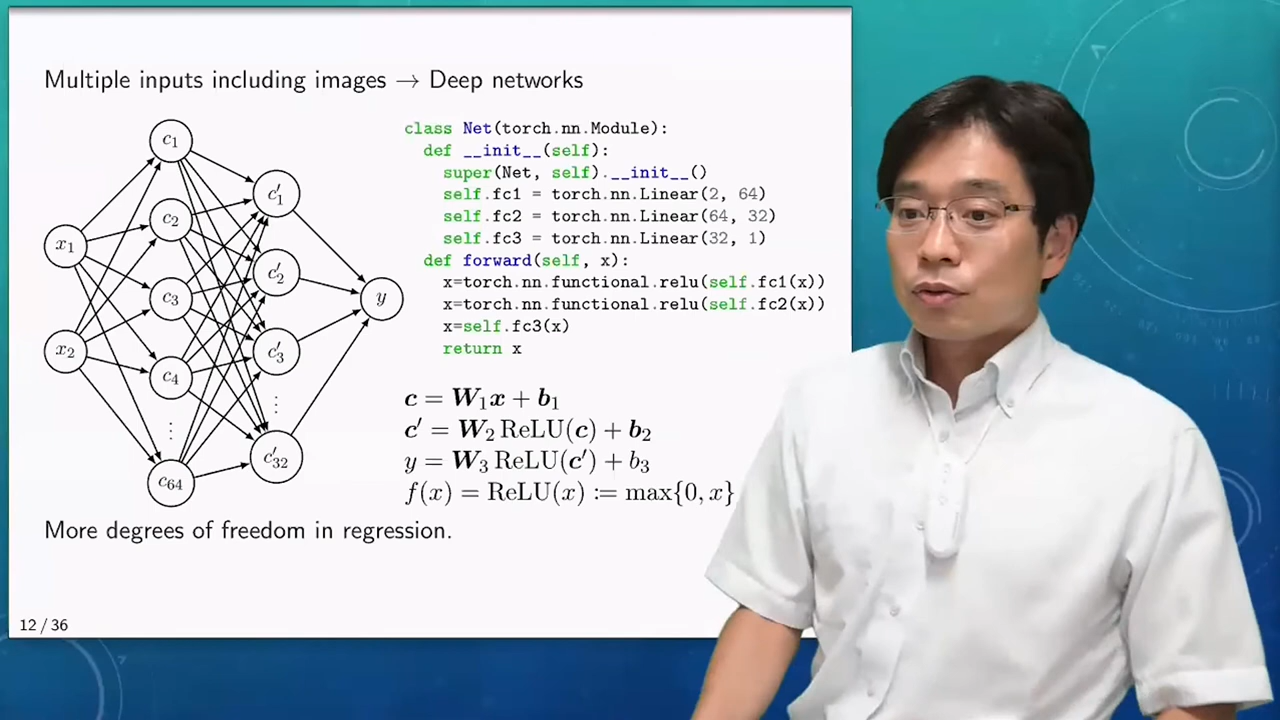 Multiple inputs including images → Deep networks
c₁
c₂
c₃
c₄
⋮
c₆₄
x₁
x₂
c′₁
c′₂
c′₃
⋮
c′₃₂
y
class Net(torch.nn.Module):
def __init__(self):
super(Net, self).__init__()
self.fc1 = torch.nn.Linear(2, 64)
self.fc2 = torch.nn.Linear(64, 32)
self.fc3 = torch.nn.Linear(32, 1)
def forward(self, x):
x=torch.nn.functional.relu(self.fc1(x))
x=torch.nn.functional.relu(self.fc2(x))
x=self.fc3(x)
return x
c = W₁x + b₁
c′ = W₂ ReLU(c) + b₂
y = W₃ ReLU(c′) + b₃
f(x) = ReLU(x) := max{0, x}
More degrees of freedom in regression.
12 / 36